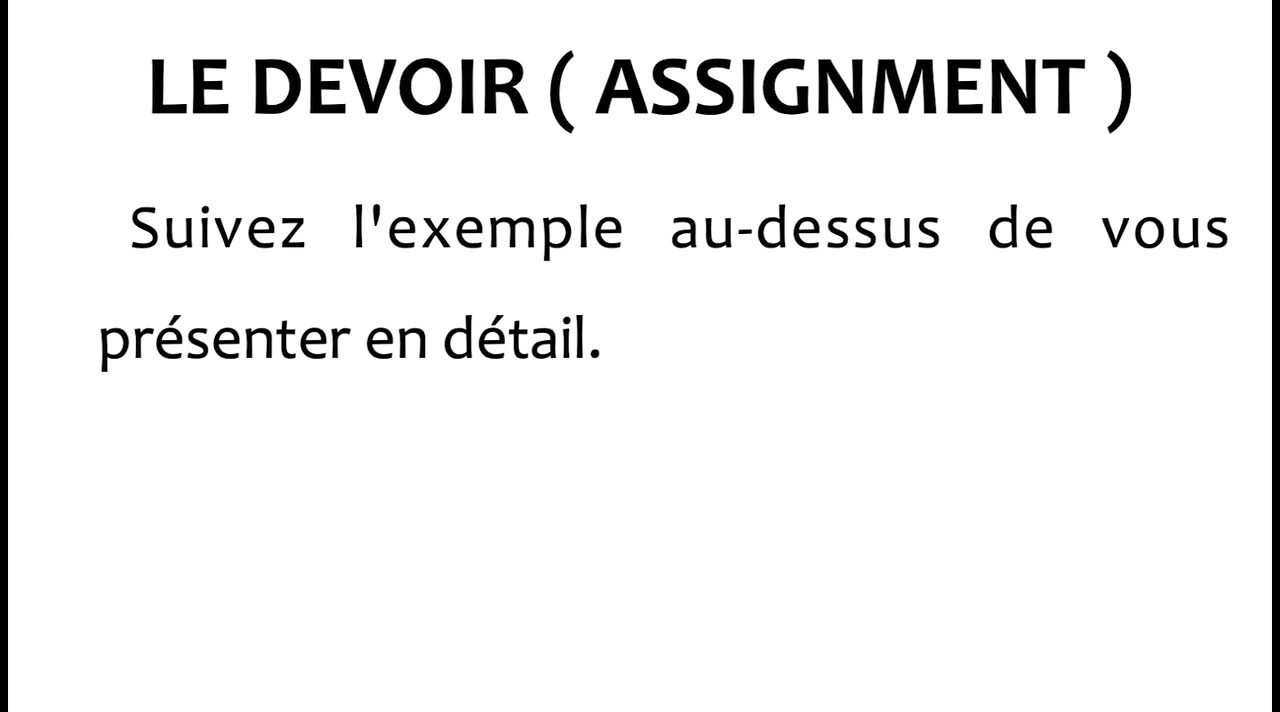 LE DEVOIR ( ASSIGNMENT )
Suivez l'exemple au-dessus de vous
présenter en détail.